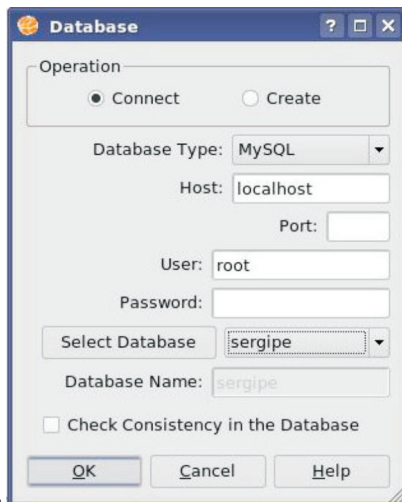 Database
Operation
Connect Create
Database Type: MySQL
Host: localhost
Port:
User: root
Password:
Select Database sergipe
Database Name: sergipe
Check Consistency in the Database
OK Cancel Help